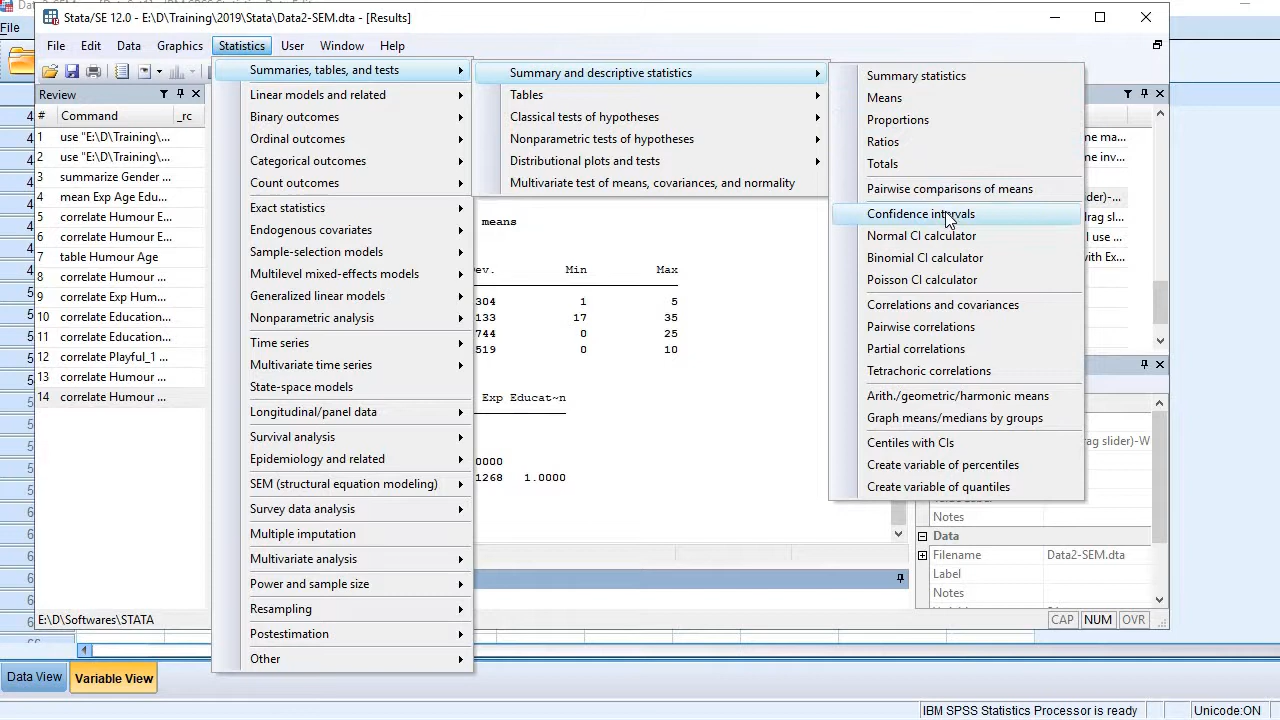 Stata/SE 12.0 - E:\D\Training\2019\Stata\Data2-SEM.dta - [Results]
File
File Edit Data Graphics Statistics User Window Help
Review
# Command _rc
1 use "E:\D\Training\...
2 use "E:\D\Training\...
3 summarize Gender ...
4 mean Exp Age Edu...
5 correlate Humour E...
6 correlate Humour E...
7 table Humour Age
8 correlate Humour ...
9 correlate Exp Hum...
10 correlate Education...
11 correlate Education...
12 correlate Playful_1 ...
13 correlate Humour ...
14 correlate Humour ...
Summaries, tables, and tests
Linear models and related
Binary outcomes
Ordinal outcomes
Categorical outcomes
Count outcomes
Exact statistics
Endogenous covariates
Sample-selection models
Multilevel mixed-effects models
Generalized linear models
Nonparametric analysis
Time series
Multivariate time series
State-space models
Longitudinal/panel data
Survival analysis
Epidemiology and related
SEM (structural equation modeling)
Survey data analysis
Multiple imputation
Multivariate analysis
Power and sample size
Resampling
Postestimation
Other
Summary and descriptive statistics
Tables
Classical tests of hypotheses
Nonparametric tests of hypotheses
Distributional plots and tests
Multivariate test of means, covariances, and normality
Summary statistics
Means
Proportions
Ratios
Totals
Pairwise comparisons of means
Confidence intervals
Normal CI calculator
Binomial CI calculator
Poisson CI calculator
Correlations and covariances
Pairwise correlations
Partial correlations
Tetrachoric correlations
Arith./geometric/harmonic means
Graph means/medians by groups
Centiles with CIs
Create variable of percentiles
Create variable of quantiles
means
ev. Min Max
304 1 5
133 17 35
744 0 25
519 0 10
Exp Educat~n
0000
1268 1.0000
Notes
Data
Filename Data2-SEM.dta
Label
Notes
E:\D\Softwares\STATA
CAP NUM OVR
Data View Variable View
IBM SPSS Statistics Processor is ready Unicode:ON